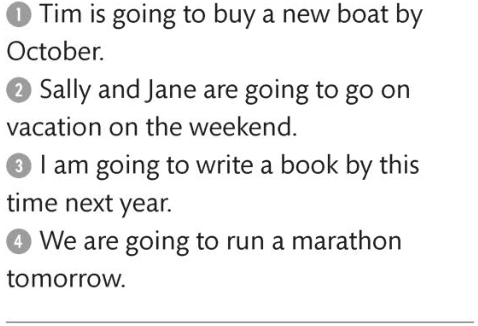 1 Tim is going to buy a new boat by
October.
2 Sally and Jane are going to go on
vacation on the weekend.
3 I am going to write a book by this
time next year.
4 We are going to run a marathon
tomorrow.